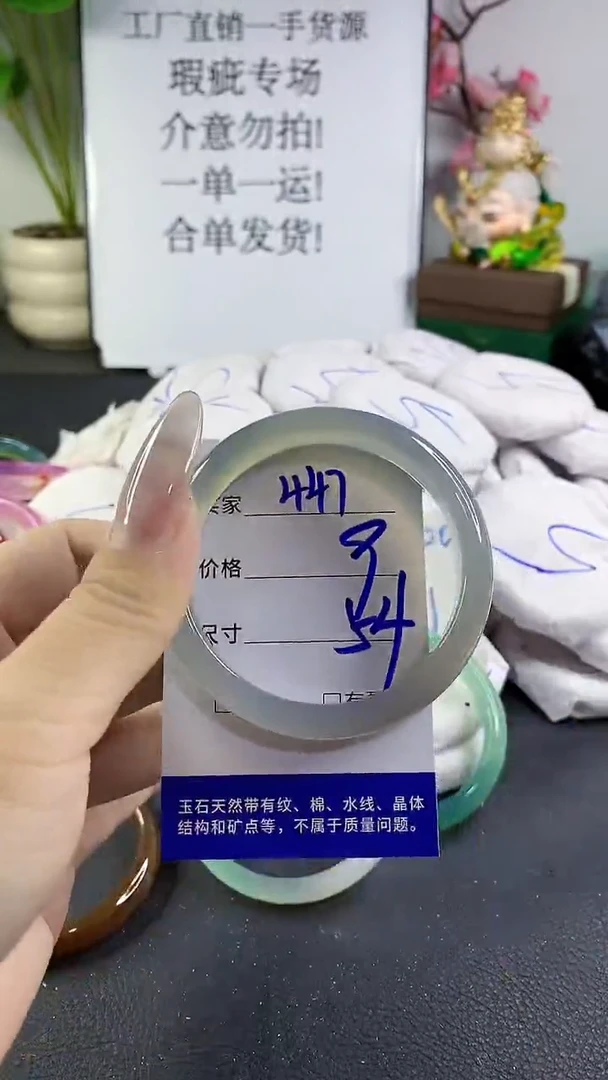 工厂直销一手货源
瑕疵专场
介意勿拍!
一单一运!
合单发货!
买家 447
价格 8
尺寸 54
玉石天然带有纹、棉、水线、晶体
结构和矿点等，不属于质量问题。